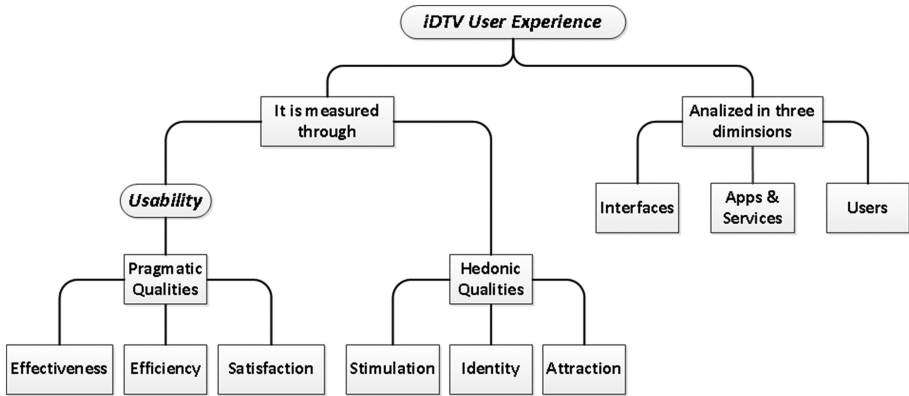 iDTV User Experience
It is measured
through
Analized in three
diminsions
Usability
Interfaces
Apps &
Services
Users
Pragmatic
Qualities
Hedonic
Qualities
Effectiveness
Efficiency
Satisfaction
Stimulation
Identity
Attraction